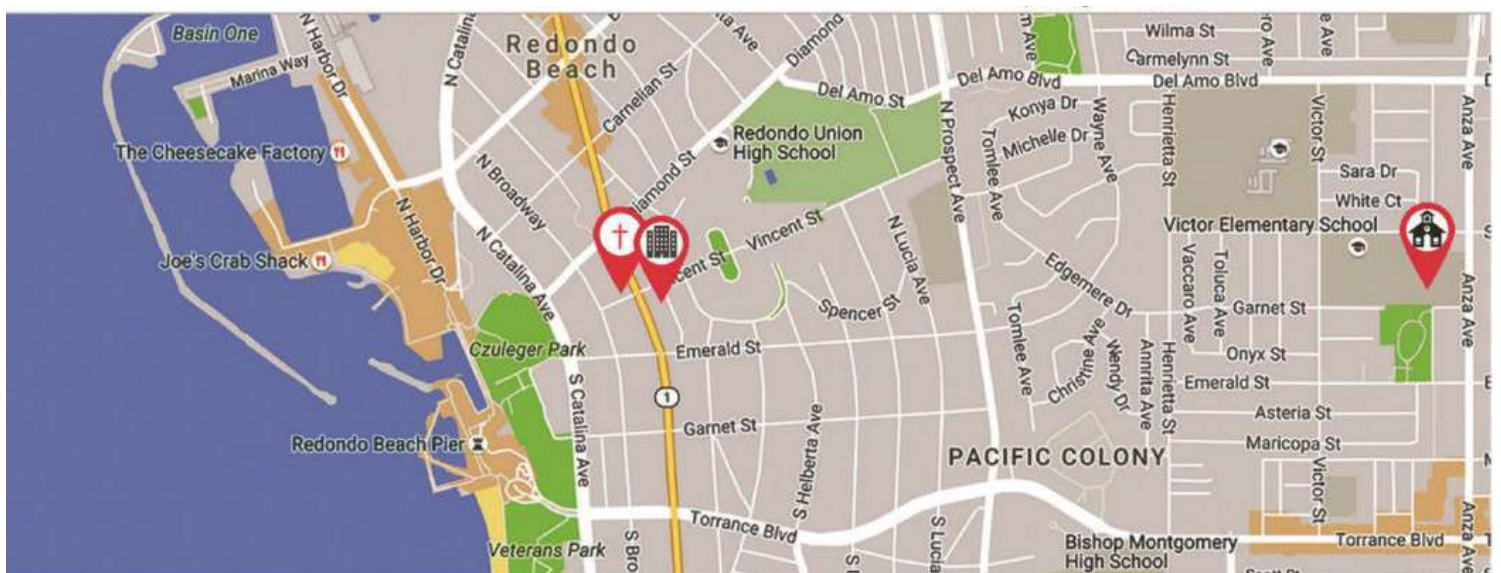 Basin One
Marina Way
N Harbor Dr
N Catalina
Redondo
Beach
Carnelian St
Diamond
Wilma St
Carmelynn St
Del Amo Blvd
Del Amo Blvd
Del Amo St
The Cheesecake Factory
N Broadway
Diamond St
Redondo Union
High School
N Prospect Ave
Konya Dr
Michelle Dr
Tomlee Ave
Wayne Ave
Henrietta St
Victor St
Anza Ave
Sara Dr
White Ct
Victor Elementary School
N Harbor Dr
N Catalina Ave
Vincent St
N Lucia Ave
Joe's Crab Shack
Spencer St
Edgemere Dr
Vaccaro Ave
Toluca Ave
Garnet St
Anza Ave
Czuleger Park
Emerald St
Tomlee Ave
Christine Ave
Wendy Dr
Annrita Ave
Henrietta St
Onyx St
Emerald St
S Catalina Ave
1
Asteria St
Garnet St
S Helberta Ave
Maricopa St
Redondo Beach Pier
PACIFIC COLONY
Victor St
Torrance Blvd
Veterans Park
S Bro
S Lucia
Bishop Montgomery
High School
Torrance Blvd
Anza Ave